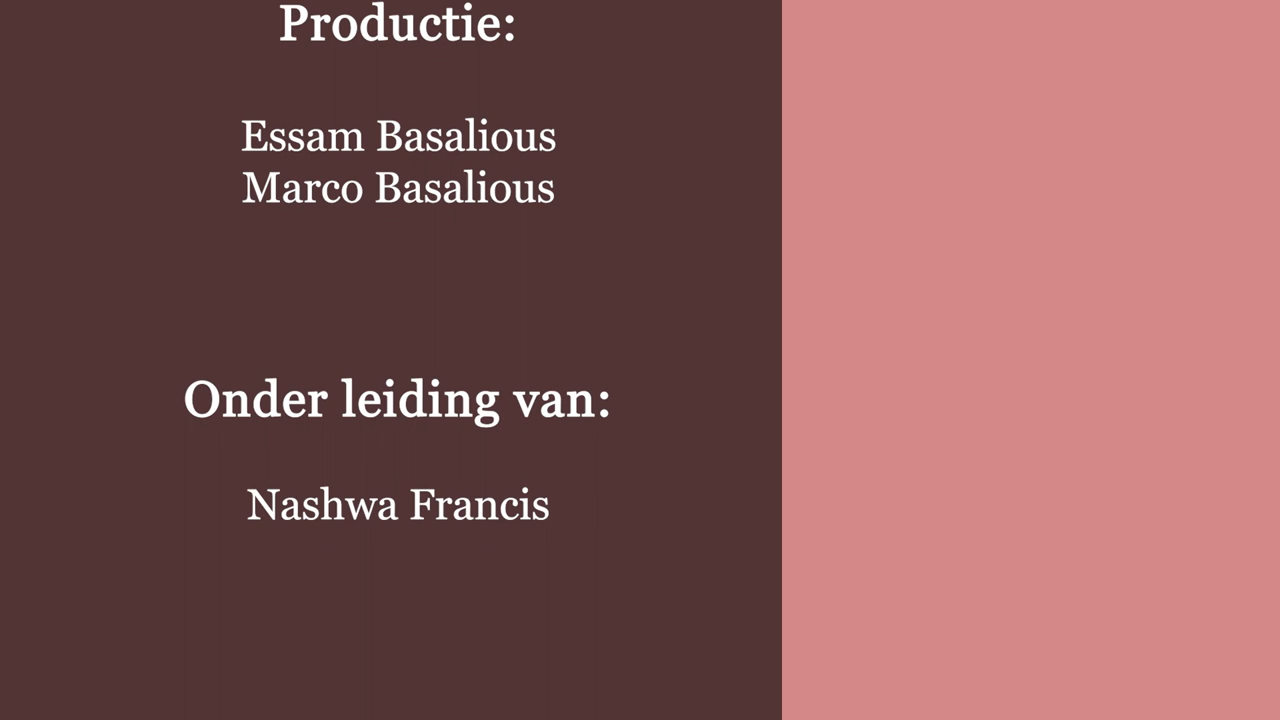 Productie:
Essam Basalious
Marco Basalious
Onder leiding van:
Nashwa Francis